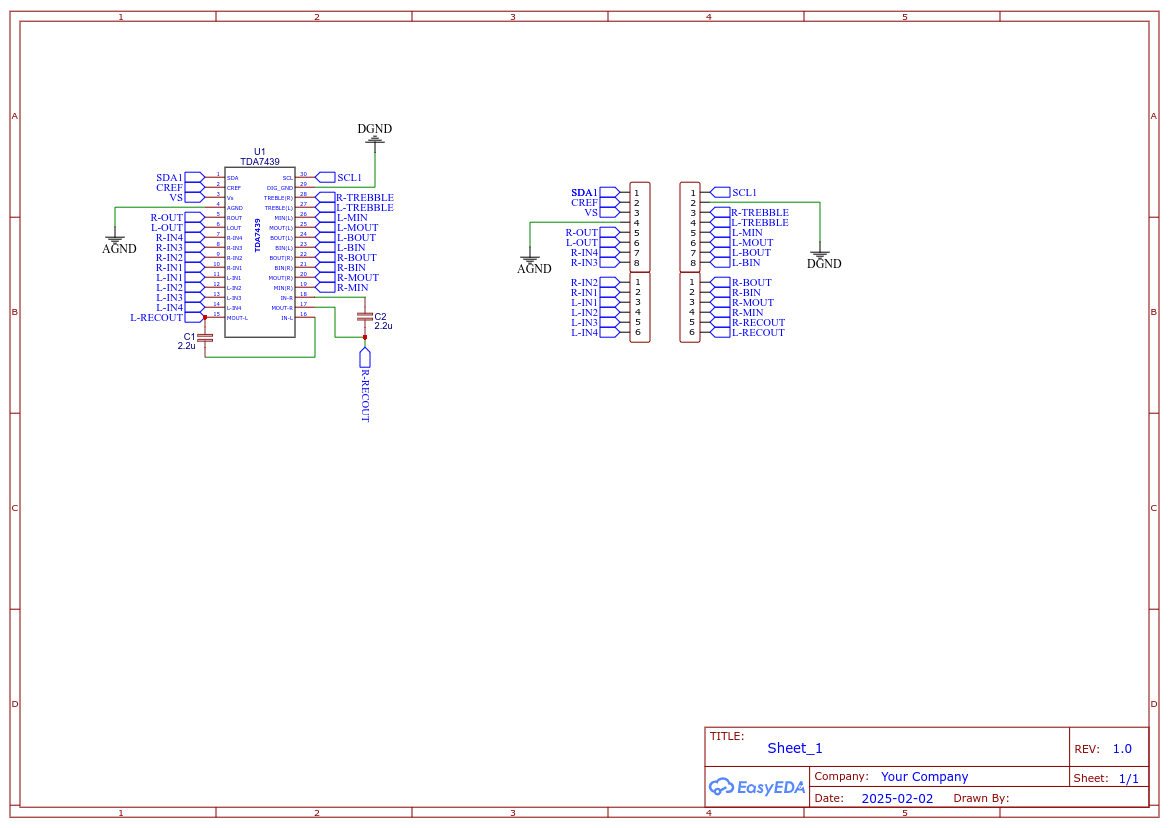 1 2 3 4 5
A A
B B
C C
D D
1 2 3 4 5
DGND
U1
TDA7439
TDA7439
SDA1 1 SDA SCL 30 SCL1
CREF 2 CREF DIG_GND 29
VS 3 Vs TREBLE(R) 28 R-TREBBLE
4 AGND TREBLE(L) 27 L-TREBBLE
R-OUT 5 ROUT MIN(L) 26 L-MIN
L-OUT 6 LOUT MOUT(L) 25 L-MOUT
R-IN4 7 R-IN4 BOUT(L) 24 L-BOUT
R-IN3 8 R-IN3 BIN(L) 23 L-BIN
R-IN2 9 R-IN2 BOUT(R) 22 R-BOUT
R-IN1 10 R-IN1 BIN(R) 21 R-BIN
L-IN1 11 L-IN1 MOUT(R) 20 R-MOUT
L-IN2 12 L-IN2 MIN(R) 19 R-MIN
L-IN3 13 L-IN3 IN-R 18
L-IN4 14 L-IN4 MOUT-R 17
L-RECOUT 15 MOUT-L IN-L 16
AGND
C1
2.2u
C2
2.2u
R-RECOUT
SDA1 1
CREF 2
VS 3
4
R-OUT 5
L-OUT 6
R-IN4 7
R-IN3 8
R-IN2 1
R-IN1 2
L-IN1 3
L-IN2 4
L-IN3 5
L-IN4 6
AGND
1 SCL1
2
3 R-TREBBLE
4 L-TREBBLE
5 L-MIN
6 L-MOUT
7 L-BOUT
8 L-BIN
1 R-BOUT
2 R-BIN
3 R-MOUT
4 R-MIN
5 R-RECOUT
6 L-RECOUT
DGND
TITLE:
Sheet_1
REV: 1.0
EasyEDA
Company: Your Company
Sheet: 1/1
Date: 2025-02-02 Drawn By: